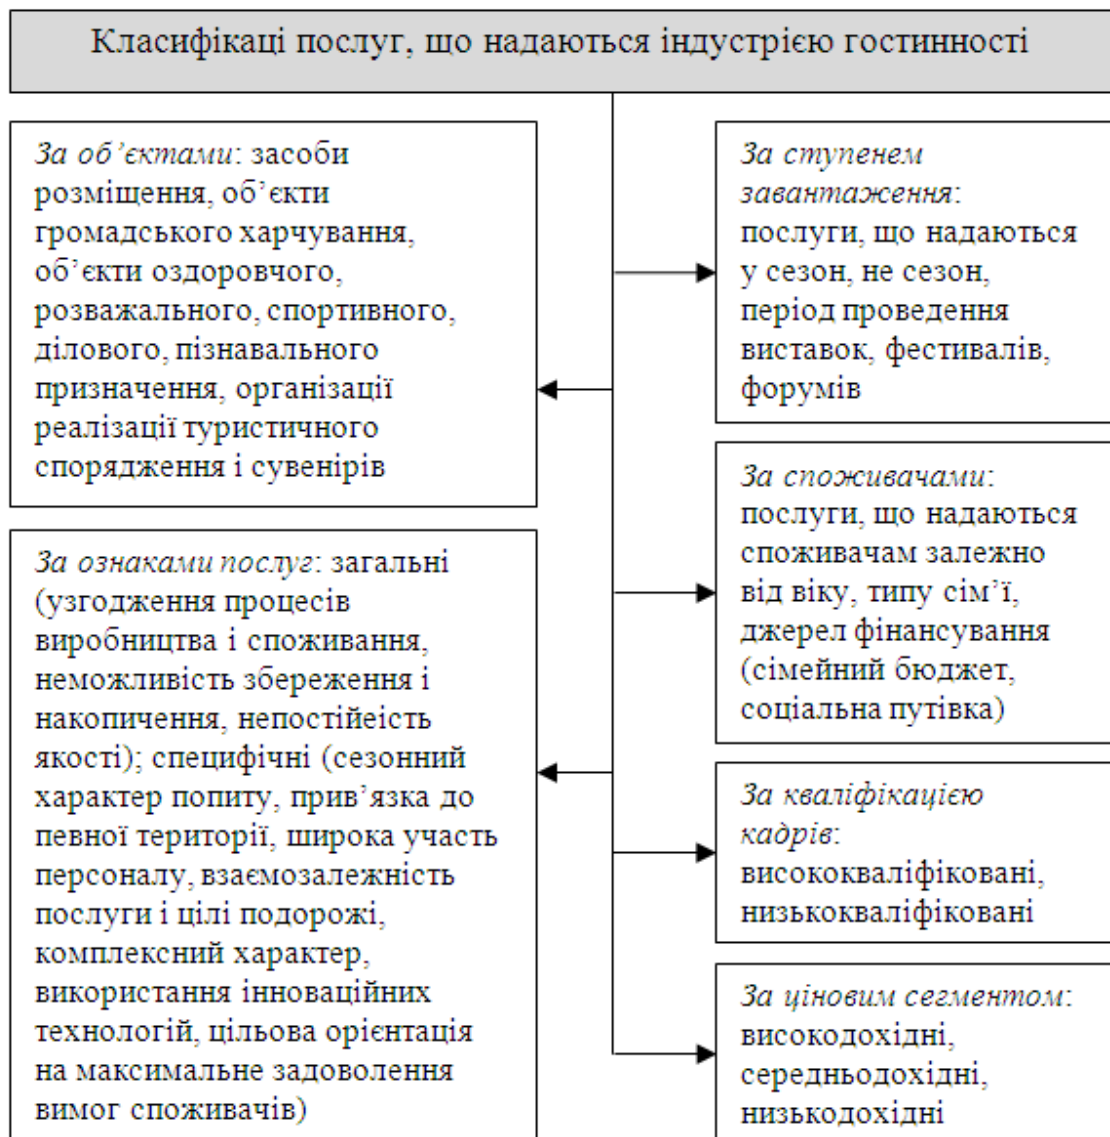 Класифікаці послуг, що надаються індустрією гостинності
За об’єктами: засоби
розміщення, об’єкти
громадського харчування,
об’єкти оздоровчого,
розважального, спортивного,
ділового, пізнавального
призначення, організації
реалізації туристичного
спорядження і сувенірів
За ознаками послуг: загальні
(узгодження процесів
виробництва і споживання,
неможливість збереження і
накопичення, непостійеість
якості); специфічні (сезонний
характер попиту, прив’язка до
певної території, широка участь
персоналу, взаємозалежність
послуги і цілі подорожі,
комплексний характер,
використання інноваційних
технологій, цільова орієнтація
на максимальне задоволення
вимог споживачів)
За ступенем
завантаження:
послуги, що надаються
у сезон, не сезон,
період проведення
виставок, фестивалів,
форумів
За споживачами:
послуги, що надаються
споживачам залежно
від віку, типу сім’ї,
джерел фінансування
(сімейний бюджет,
соціальна путівка)
За кваліфікацією
кадрів:
висококваліфіковані,
низькокваліфіковані
За ціновим сегментом:
високодохідні,
середньодохідні,
низькодохідні